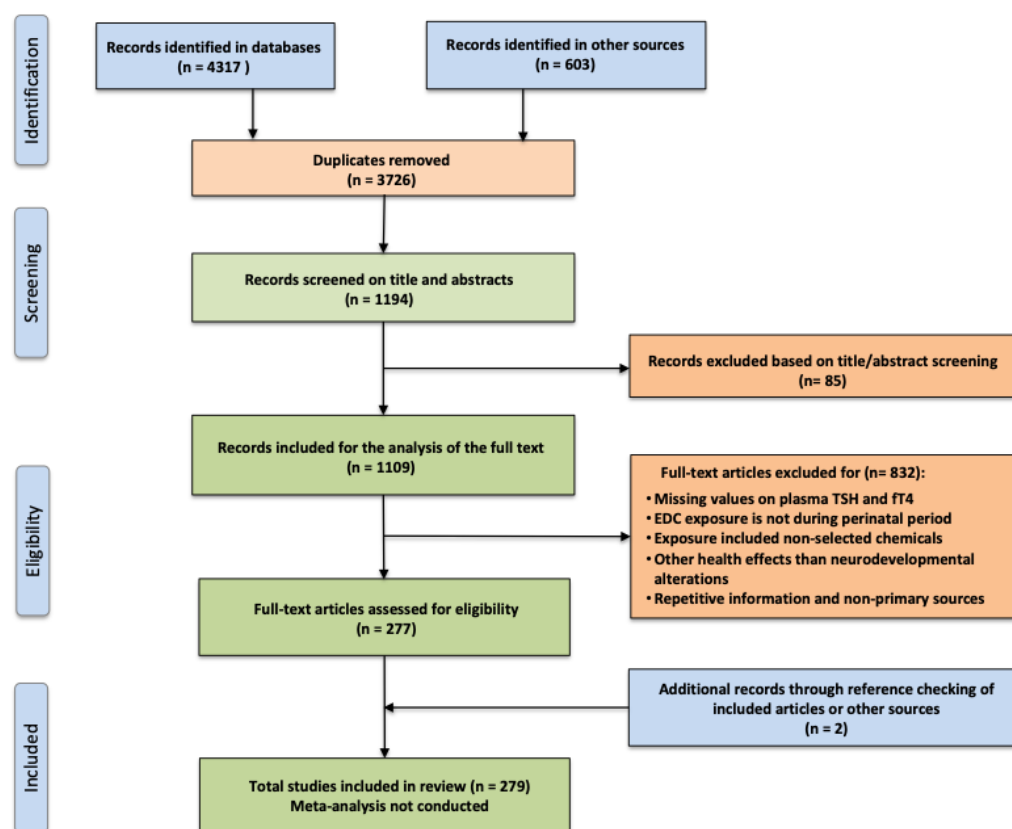 Identification
Records identified in databases
(n = 4317 )
Records identified in other sources
(n = 603)
Duplicates removed
(n = 3726)
Screening
Records screened on title and abstracts
(n = 1194)
Records excluded based on title/abstract screening
(n= 85)
Records included for the analysis of the full text
(n = 1109)
Eligibility
Full-text articles excluded for (n= 832):
• Missing values on plasma TSH and fT4
• EDC exposure is not during perinatal period
• Exposure included non-selected chemicals
• Other health effects than neurodevelopmental
alterations
• Repetitive information and non-primary sources
Full-text articles assessed for eligibility
(n = 277)
Included
Additional records through reference checking of
included articles or other sources
(n = 2)
Total studies included in review (n = 279)
Meta-analysis not conducted